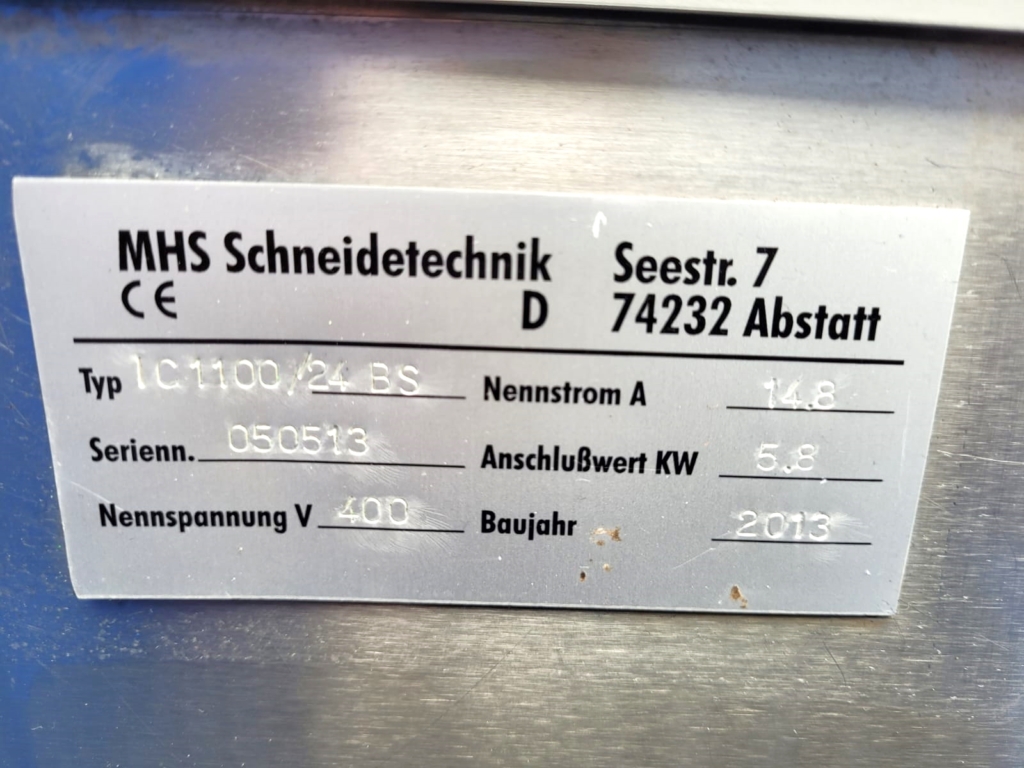 MHS Schneidetechnik Seestr. 7
CE D 74232 Abstatt
Typ IC1100/24 BS Nennstrom A 14.8
Serienn. 050513 Anschlußwert KW 5.8
Nennspannung V 400 Baujahr 2013